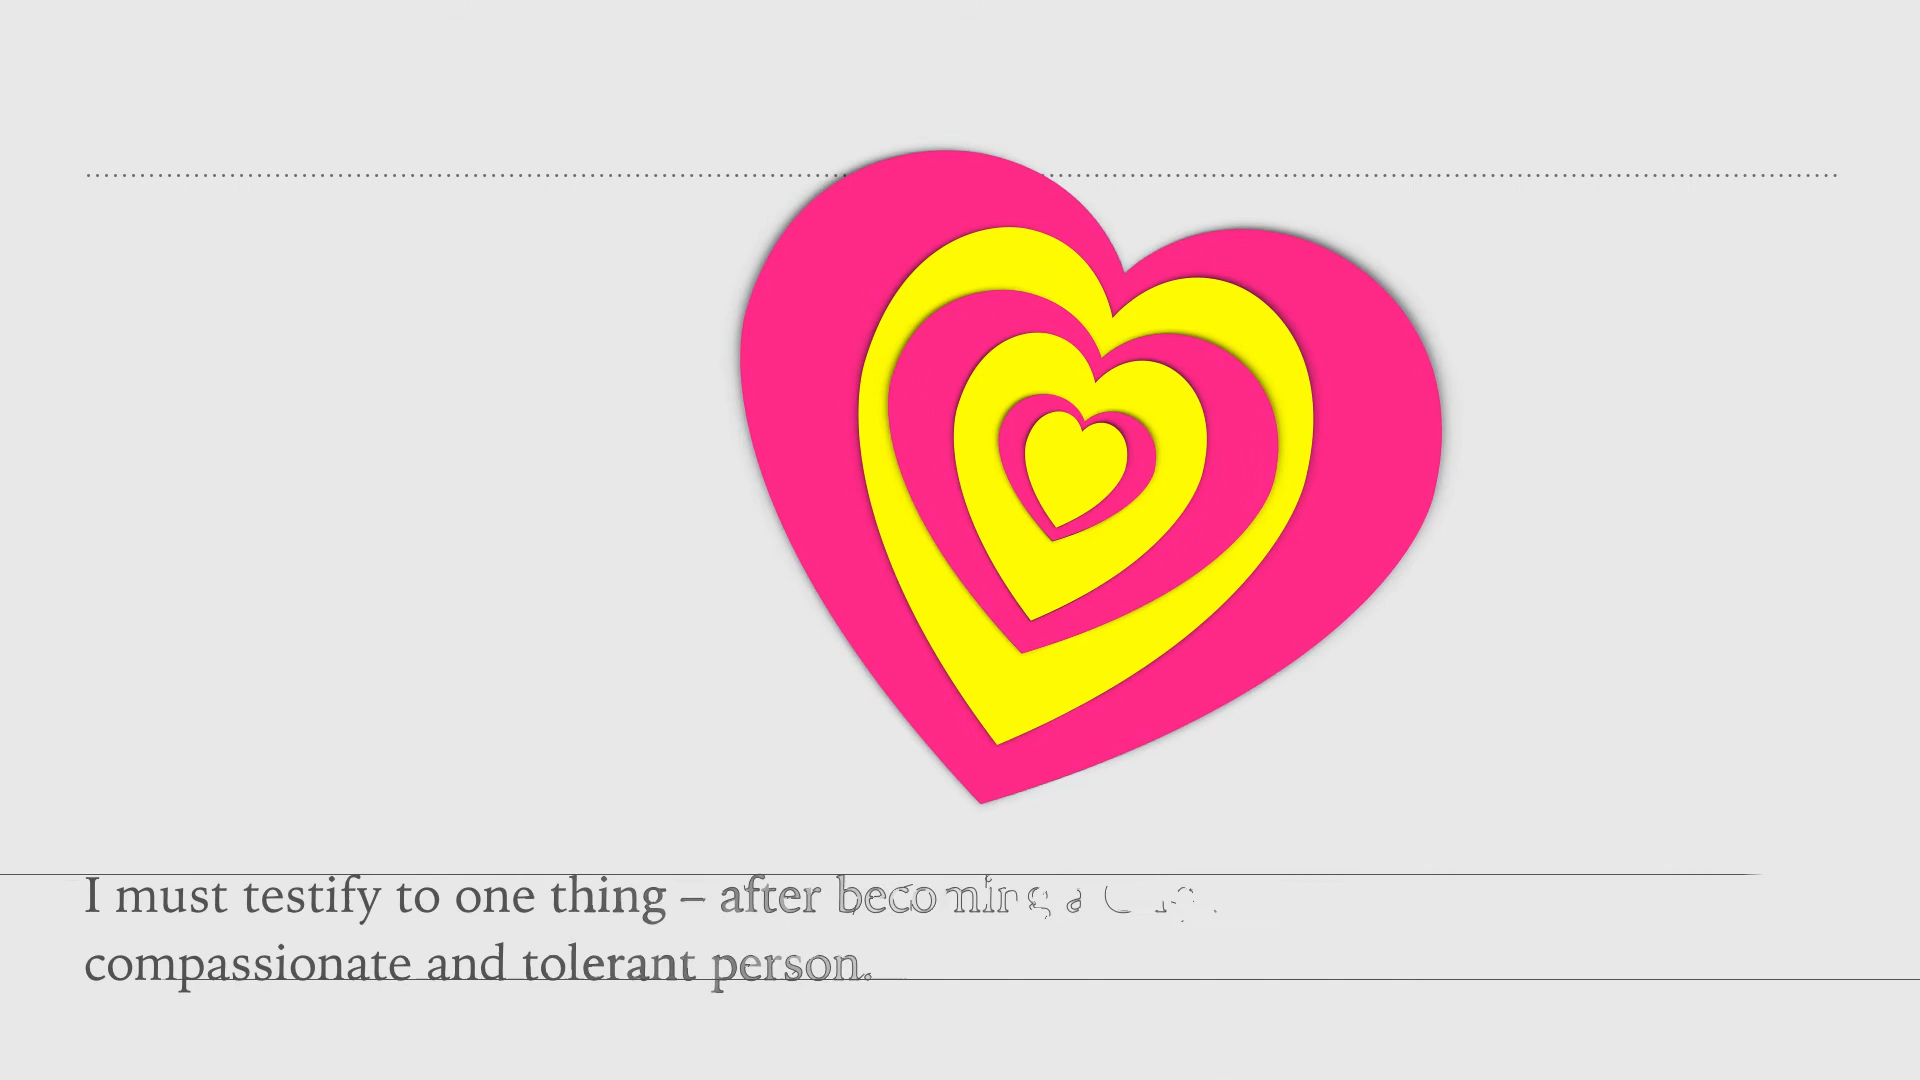 I must testify to one thing – after becoming a
compassionate and tolerant person.